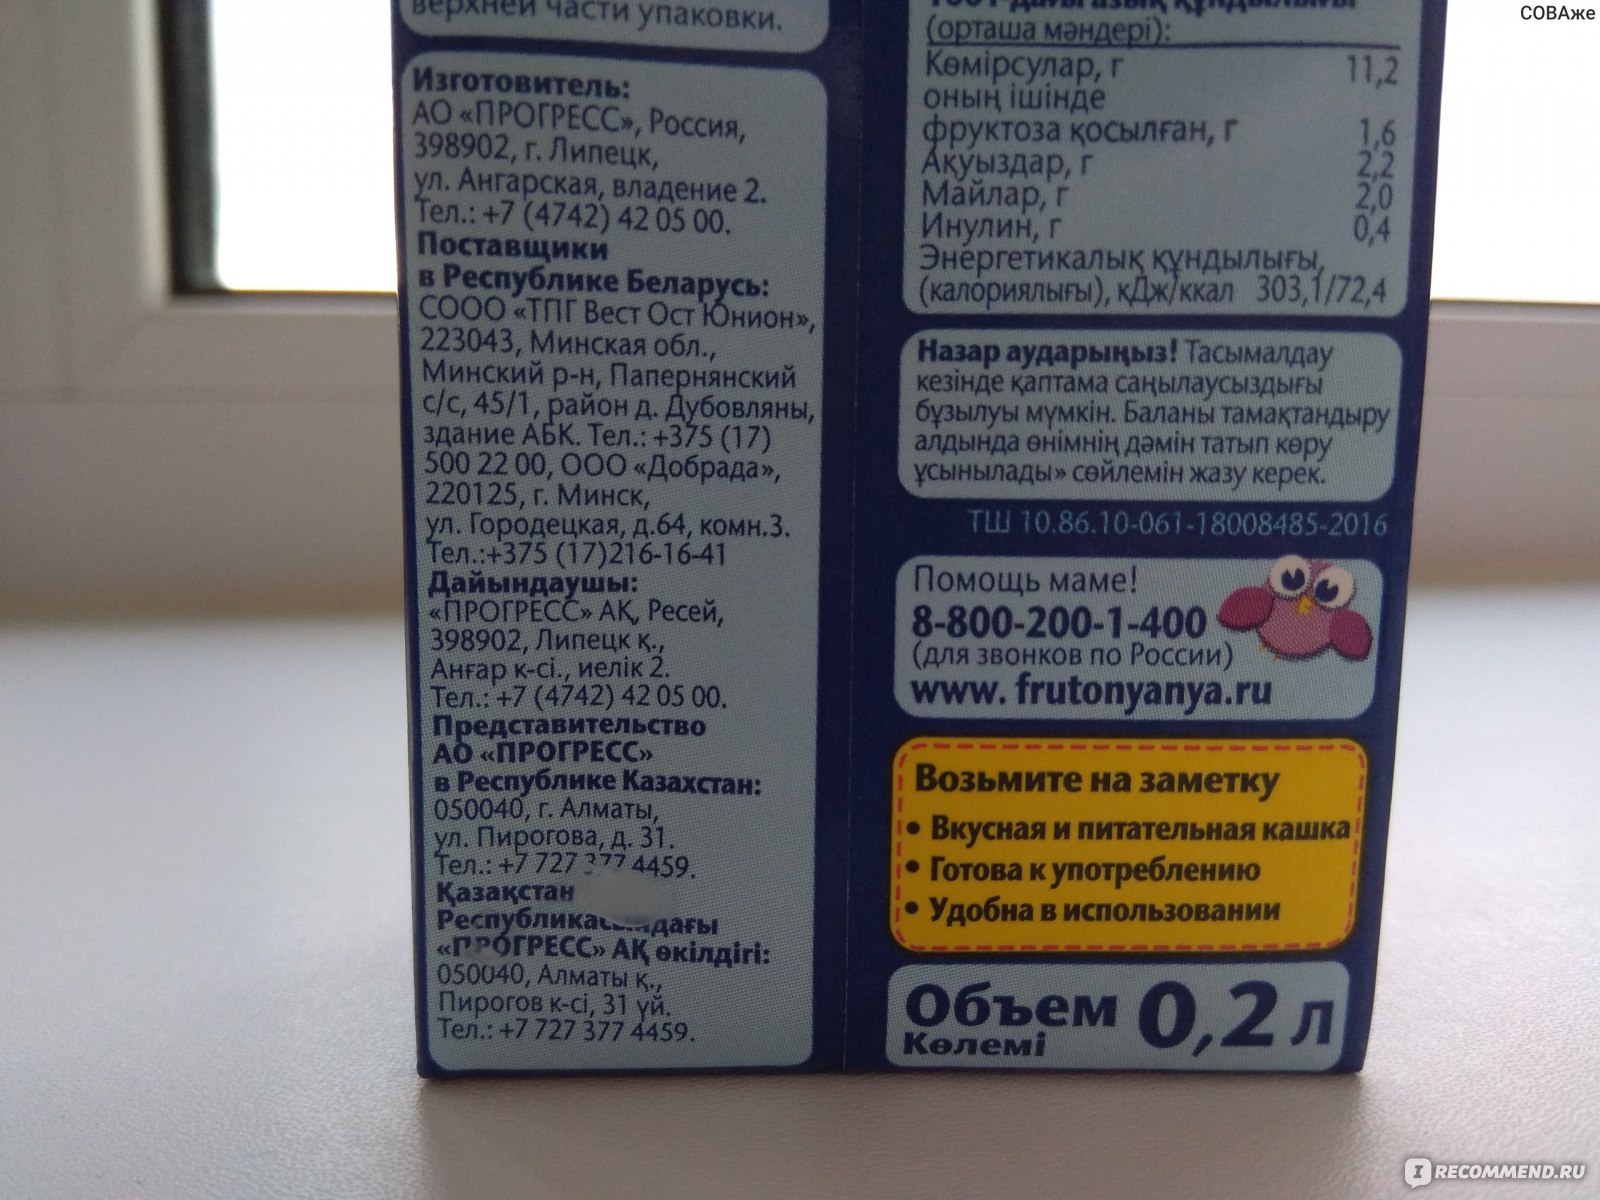 СОВАже
верхней части упаковки.
Изготовитель:
АО «ПРОГРЕСС», Россия,
398902, г. Липецк,
ул. Ангарская, владение 2.
Тел.: +7 (4742) 42 05 00.
Поставщики
в Республике Беларусь:
СООО «ТПГ Вест Ост Юнион»,
223043, Минская обл.,
Минский р-н, Папернянский
с/с, 45/1, район д. Дубовляны,
здание АБК. Тел.: +375 (17)
500 22 00, ООО «Добрада»,
220125, г. Минск,
ул. Городецкая, д.64, комн.3.
Тел.:+375 (17)216-16-41
Дайындаушы:
«ПРОГРЕСС» АҚ, Ресей,
398902, Липецк қ.,
Анғар к-сі., иелік 2.
Тел.: +7 (4742) 42 05 00.
Представительство
АО «ПРОГРЕСС»
в Республике Казахстан:
050040, г. Алматы,
ул. Пирогова, д. 31.
Тел.: +7 727 377 4459.
Қазақстан
Республикасындағы
«ПРОГРЕСС» АҚ өкілдігі:
050040, Алматы қ.,
Пирогов к-сі, 31 үй.
Тел.: +7 727 377 4459.
азық құндылығы
(орташа мәндері):
Көмірсулар, г 11,2
оның ішінде
фруктоза қосылған, г 1,6
Ақуыздар, г 2,2
Майлар, г 2,0
Инулин, г 0,4
Энергетикалық құндылығы,
(калориялығы), кДж/ккал 303,1/72,4
Назар аударыңыз! Тасымалдау
кезінде қаптама саңылаусыздығы
бұзылуы мүмкін. Баланы тамақтандыру
алдында өнімнің дәмін татып көру
ұсынылады» сөйлемін жазу керек.
ТШ 10.86.10-061-18008485-2016
Помощь маме!
8-800-200-1-400
(для звонков по России)
www. frutonyanya.ru
Возьмите на заметку
• Вкусная и питательная кашка
• Готова к употреблению
• Удобна в использовании
Объем 0,2 л
Көлемі
IRECOMMEND.RU